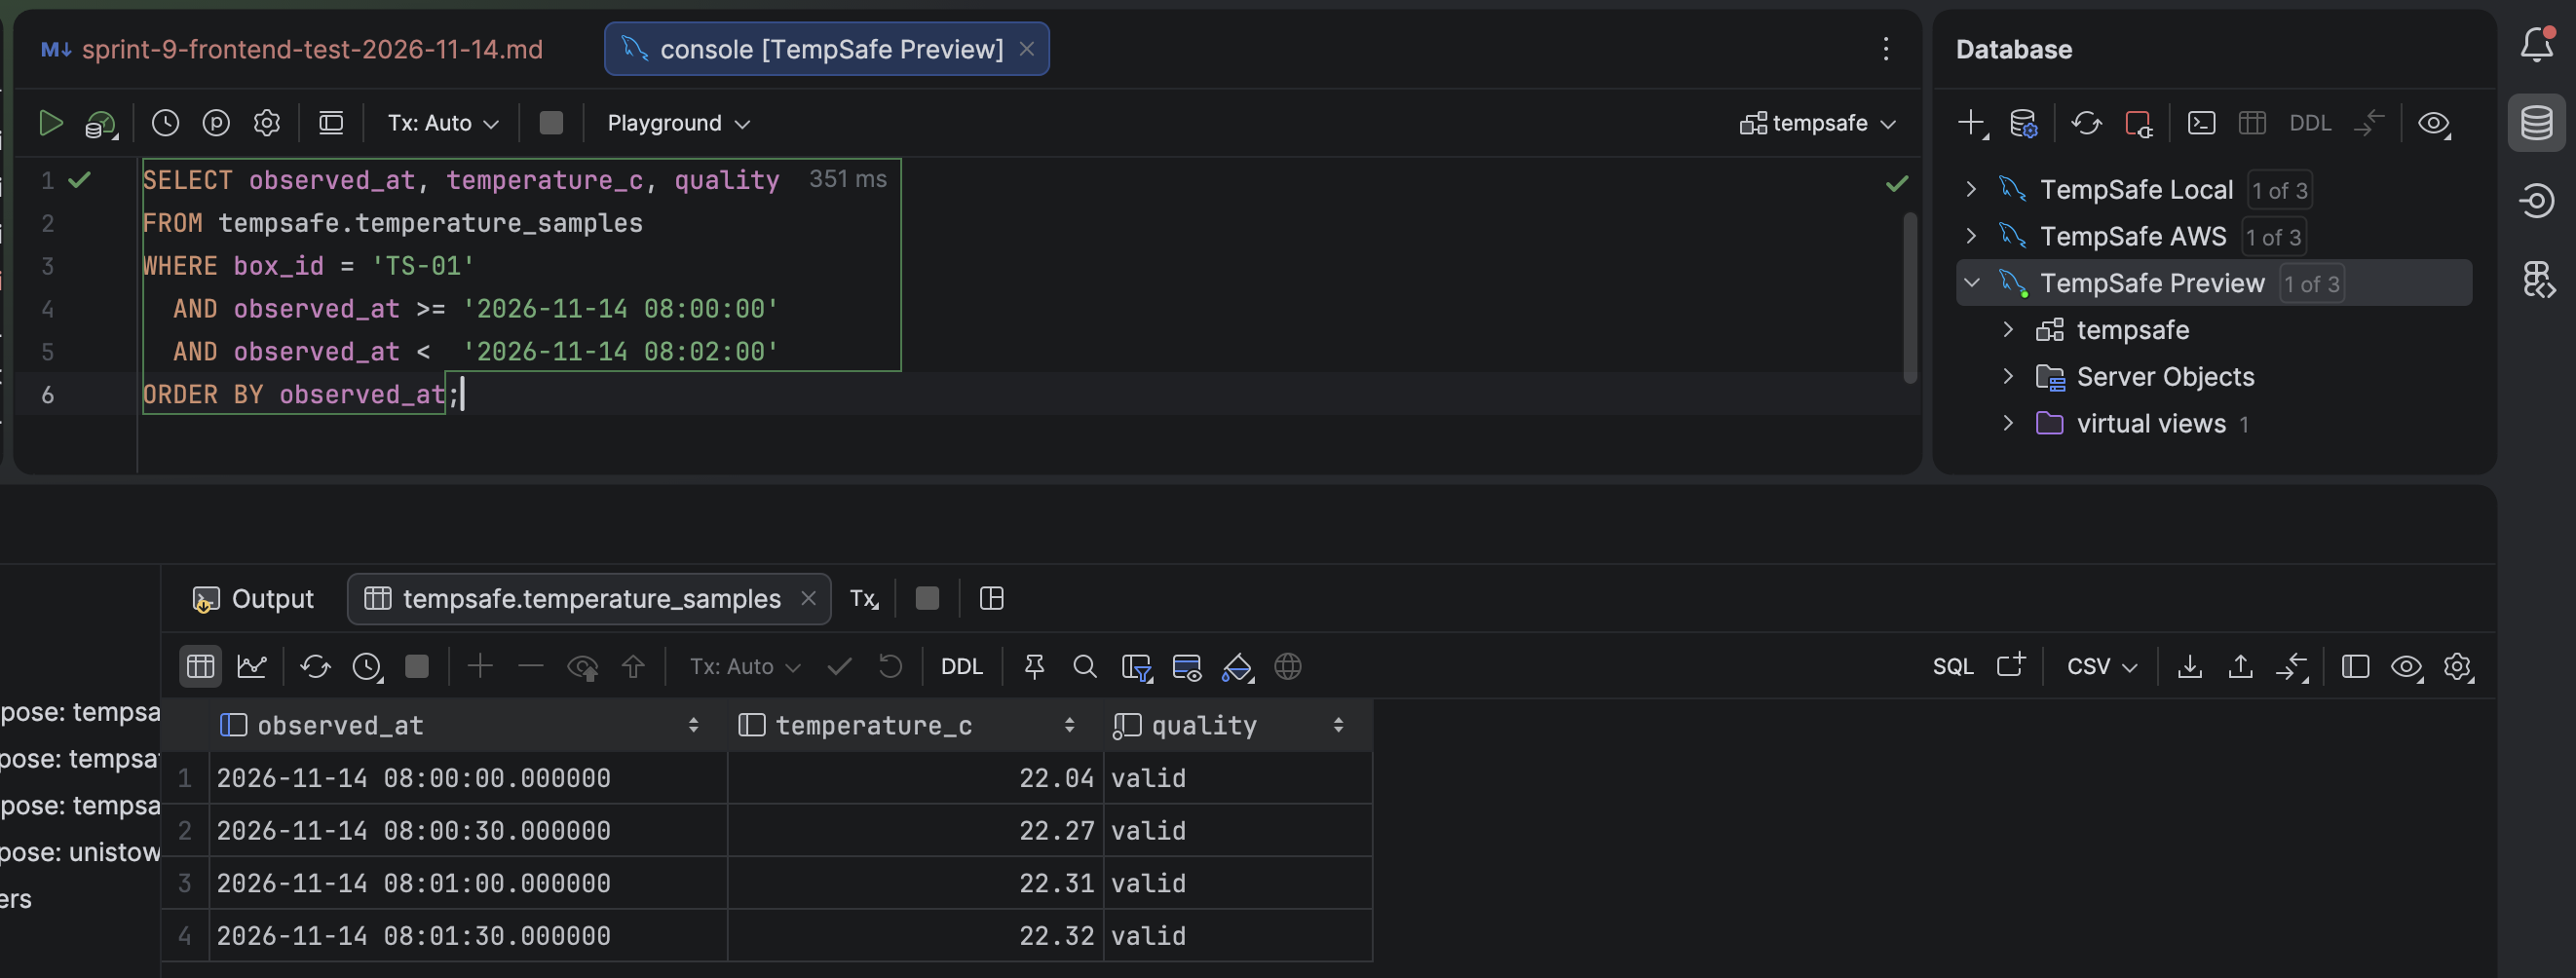 sprint-9-frontend-test-2026-11-14.md
console [TempSafe Preview]
Tx: Auto
Playground
tempsafe
1 SELECT observed_at, temperature_c, quality 351 ms
2 FROM tempsafe.temperature_samples
3 WHERE box_id = 'TS-01'
4 AND observed_at >= '2026-11-14 08:00:00'
5 AND observed_at < '2026-11-14 08:02:00'
6 ORDER BY observed_at;
Database
DDL
TempSafe Local 1 of 3
TempSafe AWS 1 of 3
TempSafe Preview 1 of 3
tempsafe
Server Objects
virtual views 1
pose: tempsa
pose: tempsa
pose: tempsa
pose: unistow
ers
Output
tempsafe.temperature_samples
Tx
Tx: Auto
DDL
SQL
CSV
observed_at temperature_c quality
1 2026-11-14 08:00:00.000000 22.04 valid
2 2026-11-14 08:00:30.000000 22.27 valid
3 2026-11-14 08:01:00.000000 22.31 valid
4 2026-11-14 08:01:30.000000 22.32 valid